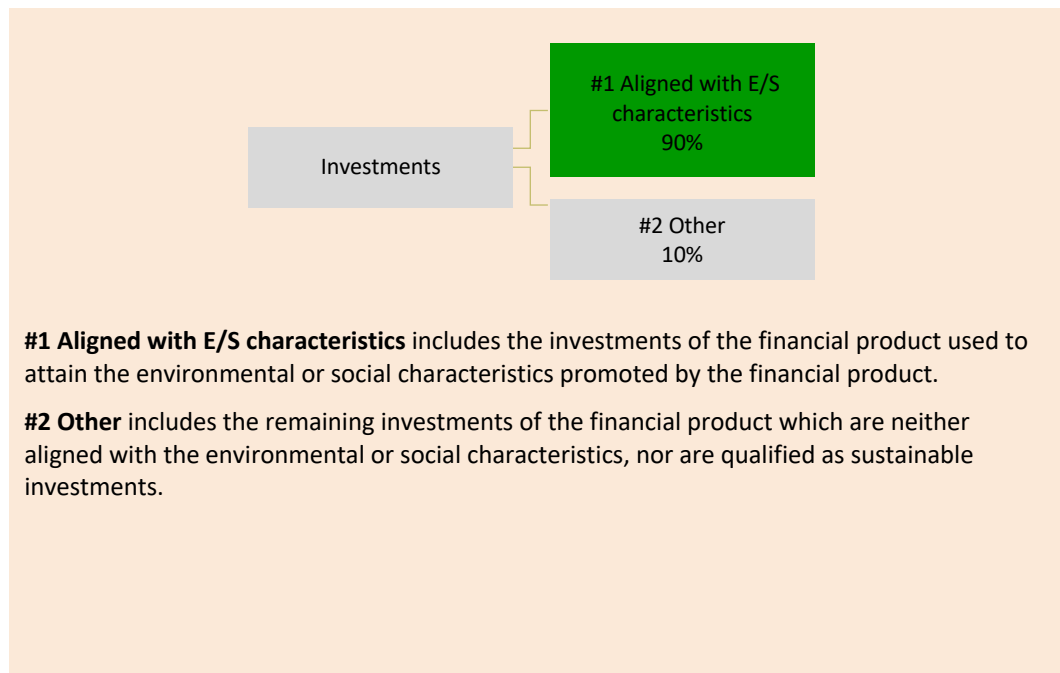 #1 Aligned with E/S
characteristics
90%
Investments
#2 Other
10%
#1 Aligned with E/S characteristics includes the investments of the financial product used to
attain the environmental or social characteristics promoted by the financial product.
#2 Other includes the remaining investments of the financial product which are neither
aligned with the environmental or social characteristics, nor are qualified as sustainable
investments.